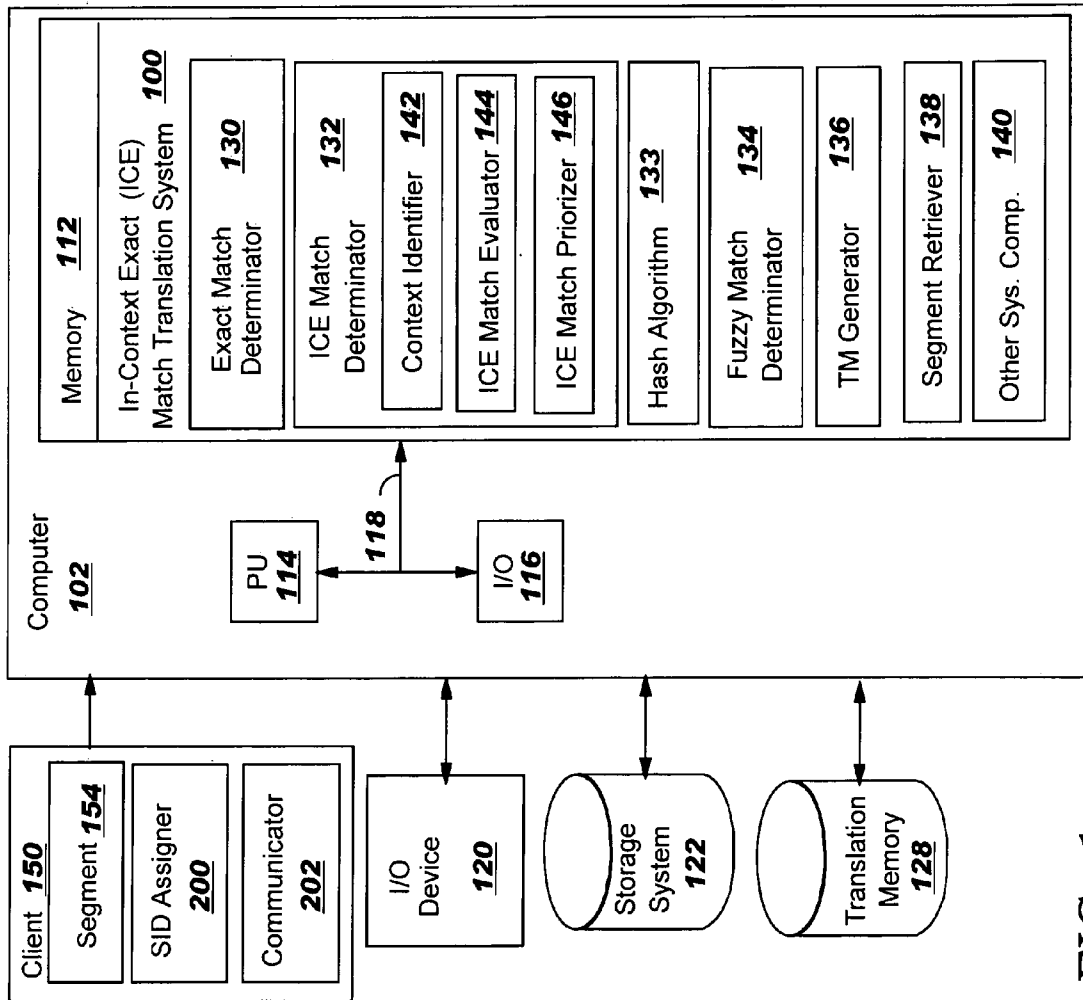 Computer
102
Memory 112
In-Context Exact (ICE)
Match Translation System 100
Exact Match
Determinator
130
ICE Match
Determinator
132
Context Identifier 142
ICE Match Evaluator 144
ICE Match Priorizer 146
Hash Algorithm 133
Fuzzy Match
Determinator
134
TM Generator 136
Segment Retriever 138
Other Sys. Comp. 140
PU
114
118
I/O
116
Client 150
Segment 154
SID Assigner
200
Communicator
202
I/O
Device
120
Storage
System
122
Translation
Memory
128